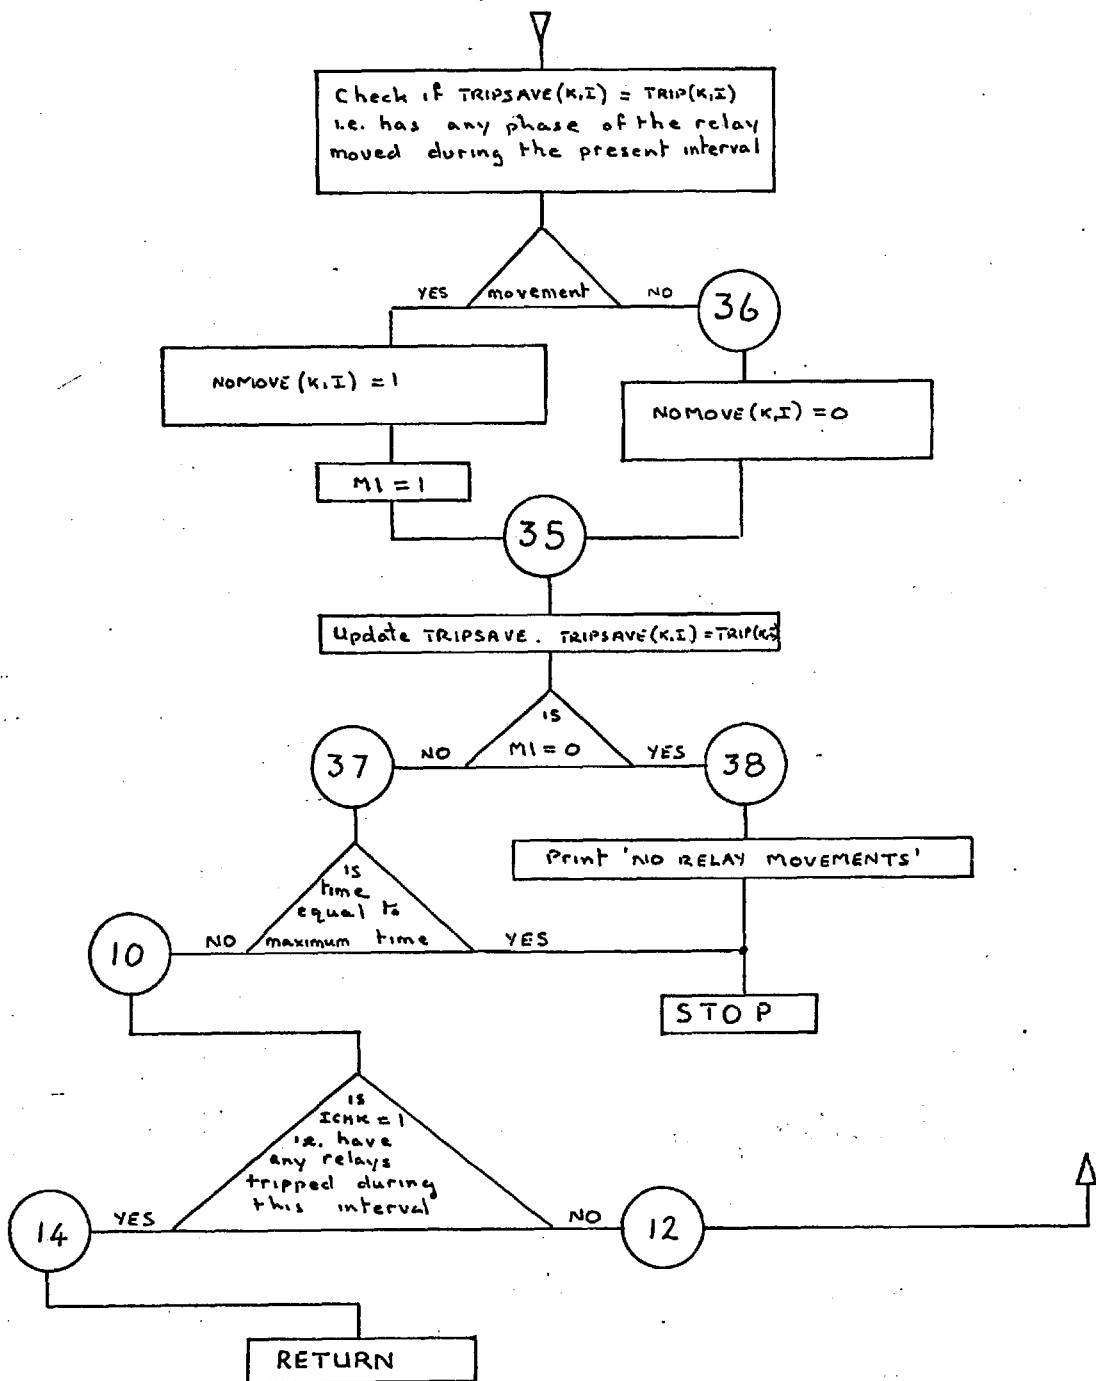 Check if TRIPSAVE(K,I) = TRIP(K,I)
i.e. has any phase of the relay
moved during the present interval
YES
movement
NO
36
NOMOVE(K,I) = 1
NOMOVE(K,I) = 0
M1 = 1
35
Update TRIPSAVE. TRIPSAVE(K,I) = TRIP(K,I
is
M1 = 0
37
NO
YES
38
Print 'NO RELAY MOVEMENTS'
is
time
equal to
maximum time
10
NO
YES
STOP
is
ICHK = 1
i.e. have
any relays
tripped during
this interval
14
YES
NO
12
RETURN